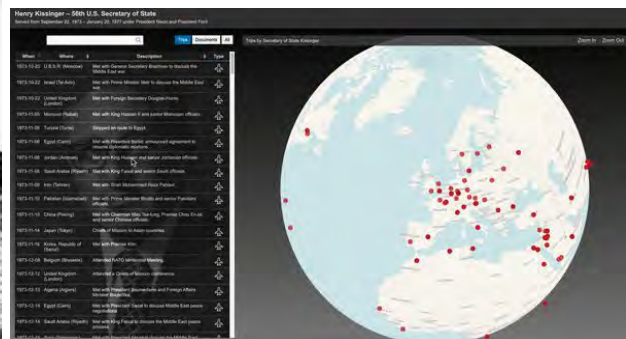 Henry Kissinger – 56th U.S. Secretary of State
Served from September 22, 1973 – January 20, 1977 under President Nixon and President Ford
Trips Documents All
Trips by Secretary of State Kissinger
Zoom In Zoom Out
When Where Description Type
1973-10-20 U.S.S.R. (Moscow) Met with General Secretary Brezhnev to discuss the
Middle East war.
1973-10-22 Israel (Tel Aviv) Met with Prime Minister Meir to discuss the Middle East
war.
1973-10-22 United Kingdom
(London) Met with Foreign Secretary Douglas-Home.
1973-11-05 Morocco (Rabat) Met with King Hassan II and senior Moroccan officials.
1973-11-06 Tunisia (Tunis) Stopped en route to Egypt.
1973-11-06 Egypt (Cairo) Met with President Sadat; announced agreement to
resume diplomatic relations.
1973-11-08 Jordan (Amman) Met with King Hussein and senior Jordanian officials.
1973-11-08 Saudi Arabia (Riyadh) Met with King Faisal and senior Saudi officials.
1973-11-09 Iran (Tehran) Met with Shah Mohammed Reza Pahlavi.
1973-11-10 Pakistan (Islamabad) Met with Prime Minister Bhutto and senior Pakistani
officials.
1973-11-10 China (Peking) Met with Chairman Mao Tse-tung, Premier Chou En-lai
and senior Chinese officials.
1973-11-14 Japan (Tokyo) Chiefs of Mission to Asian countries.
1973-11-16 Korea, Republic of
(Seoul) Met with Premier Kim.
1973-12-08 Belgium (Brussels) Attended NATO Ministerial Meeting.
1973-12-12 United Kingdom
(London) Attended a Chiefs of Mission conference
1973-12-13 Algeria (Algiers) Met with President Boumediene and Foreign Affairs
Minister Bouteflika.
1973-12-14 Egypt (Cairo) Met with President Sadat to discuss Middle East peace
negotiations
1973-12-14 Saudi Arabia (Riyadh) Met with King Faisal to discuss the Middle East peace
process.